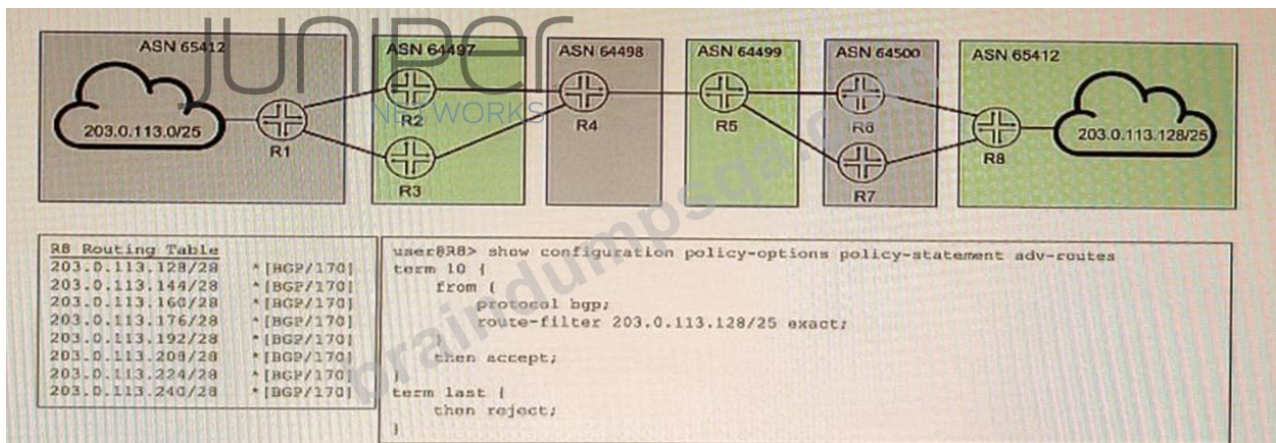 JUNIPER
NETWORKS
ASN 65412
ASN 64497
ASN 64498
ASN 64499
ASN 64500
ASN 65412
203.0.113.0/25
R1
R2
R3
R4
R5
R6
R7
R8
203.0.113.128/25
R8 Routing Table
203.0.113.128/28 *[BGP/170]
203.0.113.144/28 *[BGP/170]
203.0.113.160/28 *[BGP/170]
203.0.113.176/28 *[BGP/170]
203.0.113.192/28 *[BGP/170]
203.0.113.208/28 *[BGP/170]
203.0.113.224/28 *[BGP/170]
203.0.113.240/28 *[BGP/170]
user@R8> show configuration policy-options policy-statement adv-routes
term 10 {
from {
protocol bgp;
route-filter 203.0.113.128/25 exact;
}
then accept;
}
term last {
then reject;
}